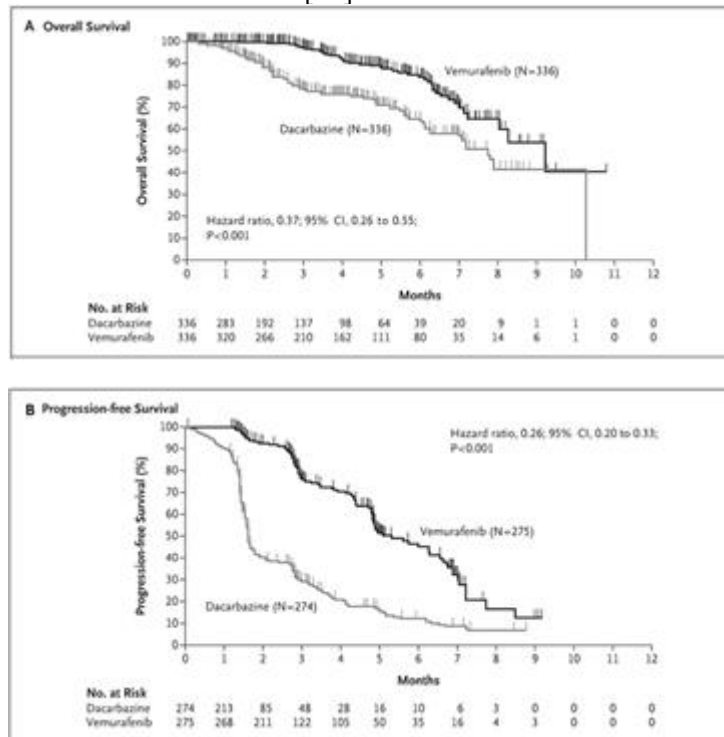 A Overall Survival
100
90
80
70
60
50
40
30
20
10
0
Overall Survival (%)
Vemurafenib (N=336)
Dacarbazine (N=336)
Hazard ratio, 0.37; 95% CI, 0.26 to 0.55;
P<0.001
0 1 2 3 4 5 6 7 8 9 10 11 12
Months
No. at Risk
Dacarbazine 336 283 192 137 98 64 39 20 9 1 1 0 0
Vemurafenib 336 320 266 210 162 111 80 35 14 6 1 0 0
B Progression-free Survival
100
90
80
70
60
50
40
30
20
10
0
Progression-free Survival (%)
Hazard ratio, 0.26; 95% CI, 0.20 to 0.33;
P<0.001
Vemurafenib (N=275)
Dacarbazine (N=274)
0 1 2 3 4 5 6 7 8 9 10 11 12
Months
No. at Risk
Dacarbazine 274 213 85 48 28 16 10 6 3 0 0 0 0
Vemurafenib 275 268 211 122 105 50 35 16 4 3 0 0 0